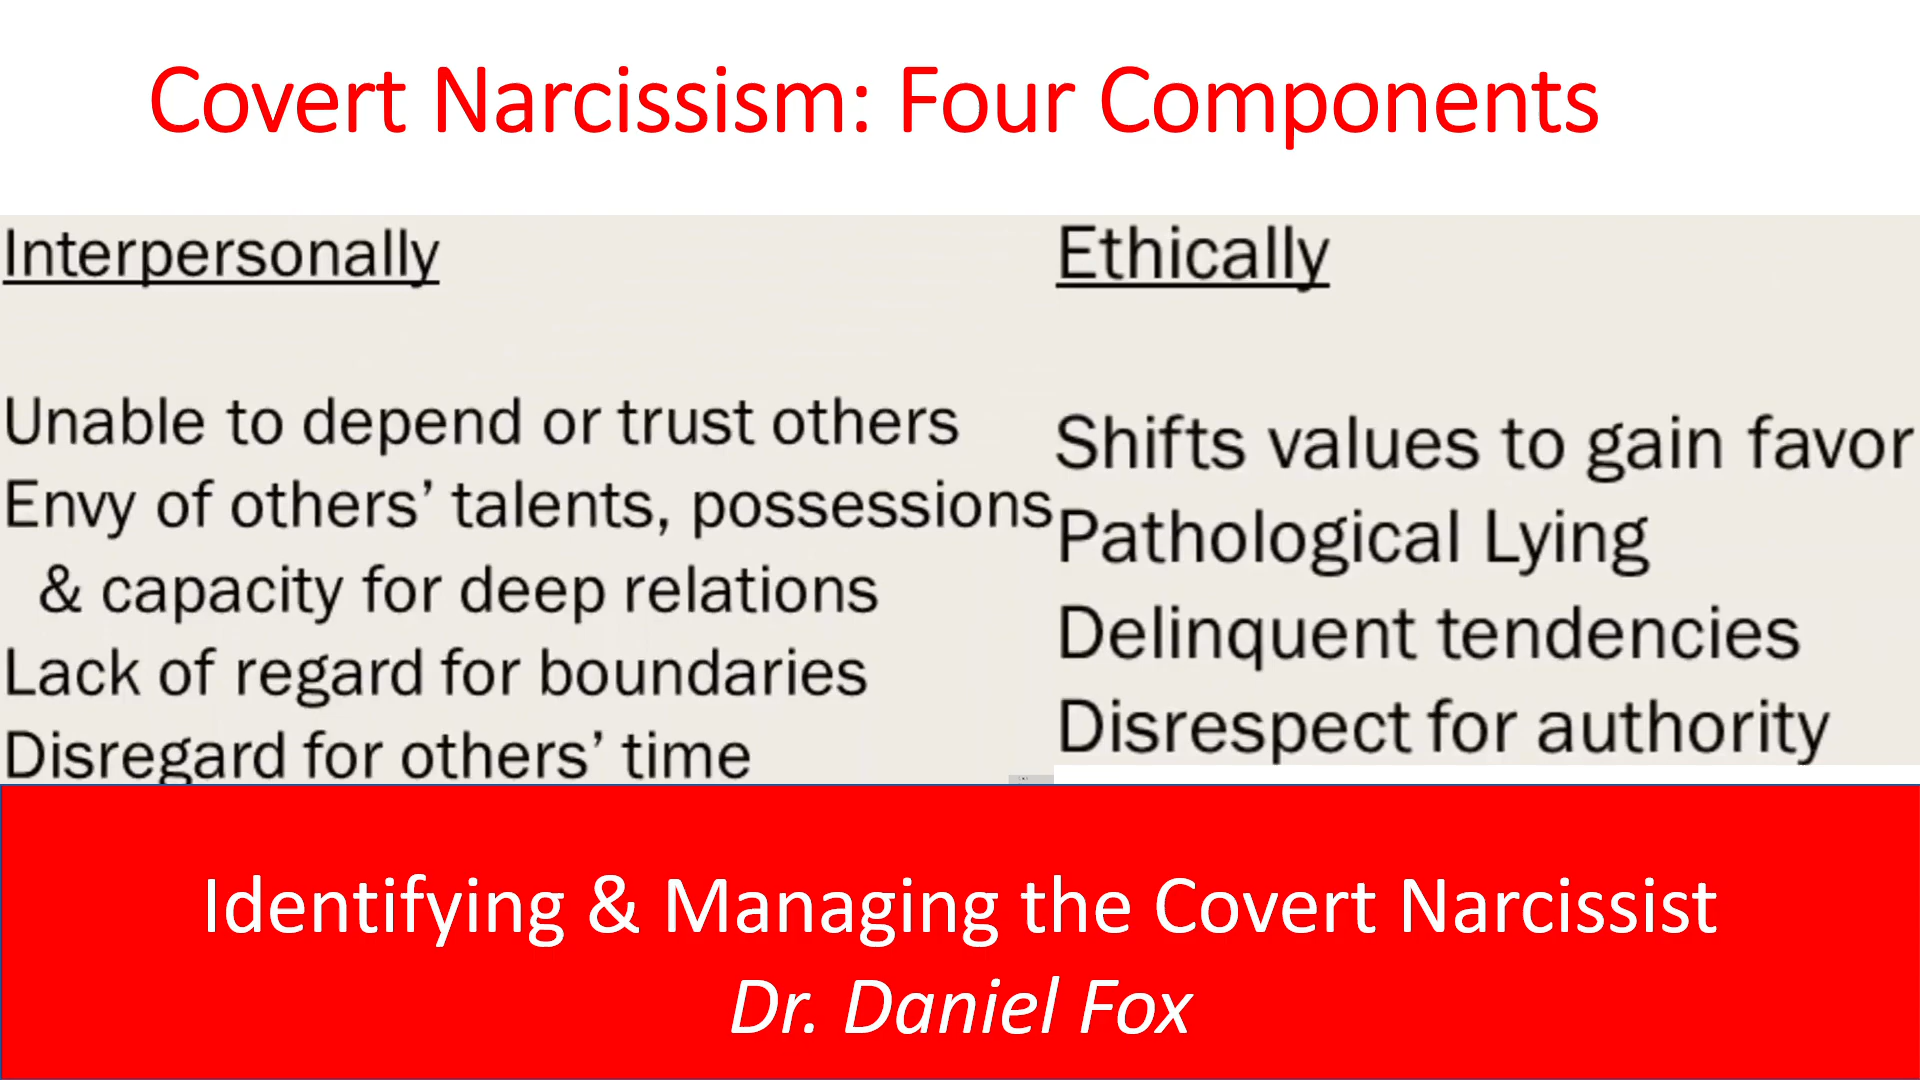 Covert Narcissism: Four Components
Interpersonally
Unable to depend or trust others
Envy of others’ talents, possessions
& capacity for deep relations
Lack of regard for boundaries
Disregard for others’ time
Ethically
Shifts values to gain favor
Pathological Lying
Delinquent tendencies
Disrespect for authority
Identifying & Managing the Covert Narcissist
Dr. Daniel Fox